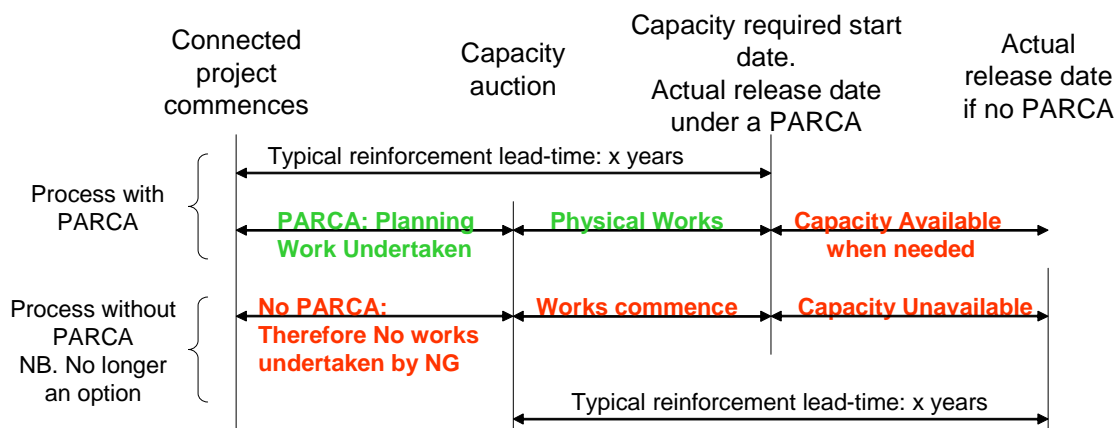 Connected
project
commences
Capacity
auction
Capacity required start
date.
Actual release date
under a PARCA
Actual
release date
if no PARCA
Typical reinforcement lead-time: x years
Process with
PARCA
PARCA: Planning
Work Undertaken
Physical Works
Capacity Available
when needed
Process without
PARCA
NB. No longer
an option
No PARCA:
Therefore No works
undertaken by NG
Works commence
Capacity Unavailable
Typical reinforcement lead-time: x years